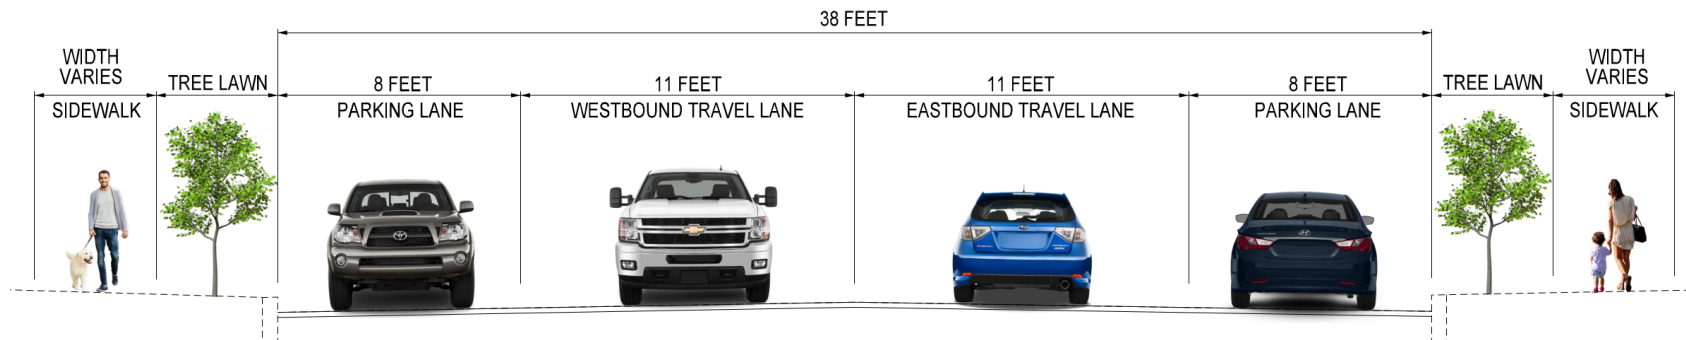 38 FEET
WIDTH
VARIES
SIDEWALK
TREE LAWN
8 FEET
PARKING LANE
11 FEET
WESTBOUND TRAVEL LANE
11 FEET
EASTBOUND TRAVEL LANE
8 FEET
PARKING LANE
TREE LAWN
WIDTH
VARIES
SIDEWALK